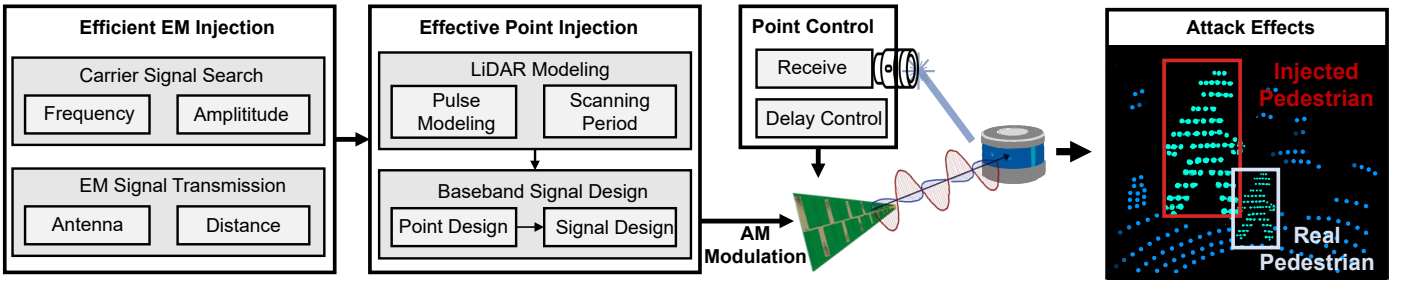 Efficient EM Injection
Carrier Signal Search
Frequency
Amplititude
EM Signal Transmission
Antenna
Distance
Effective Point Injection
LiDAR Modeling
Pulse
Modeling
Scanning
Period
Baseband Signal Design
Point Design
Signal Design
AM
Modulation
Point Control
Receive
Delay Control
Attack Effects
Injected
Pedestrian
Real
Pedestrian